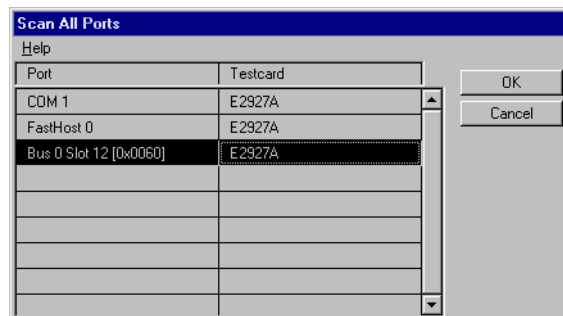 Scan All Ports
Help
Port Testcard
OK
COM 1 E2927A
Cancel
FastHost 0 E2927A
Bus 0 Slot 12 [0x0060] E2927A